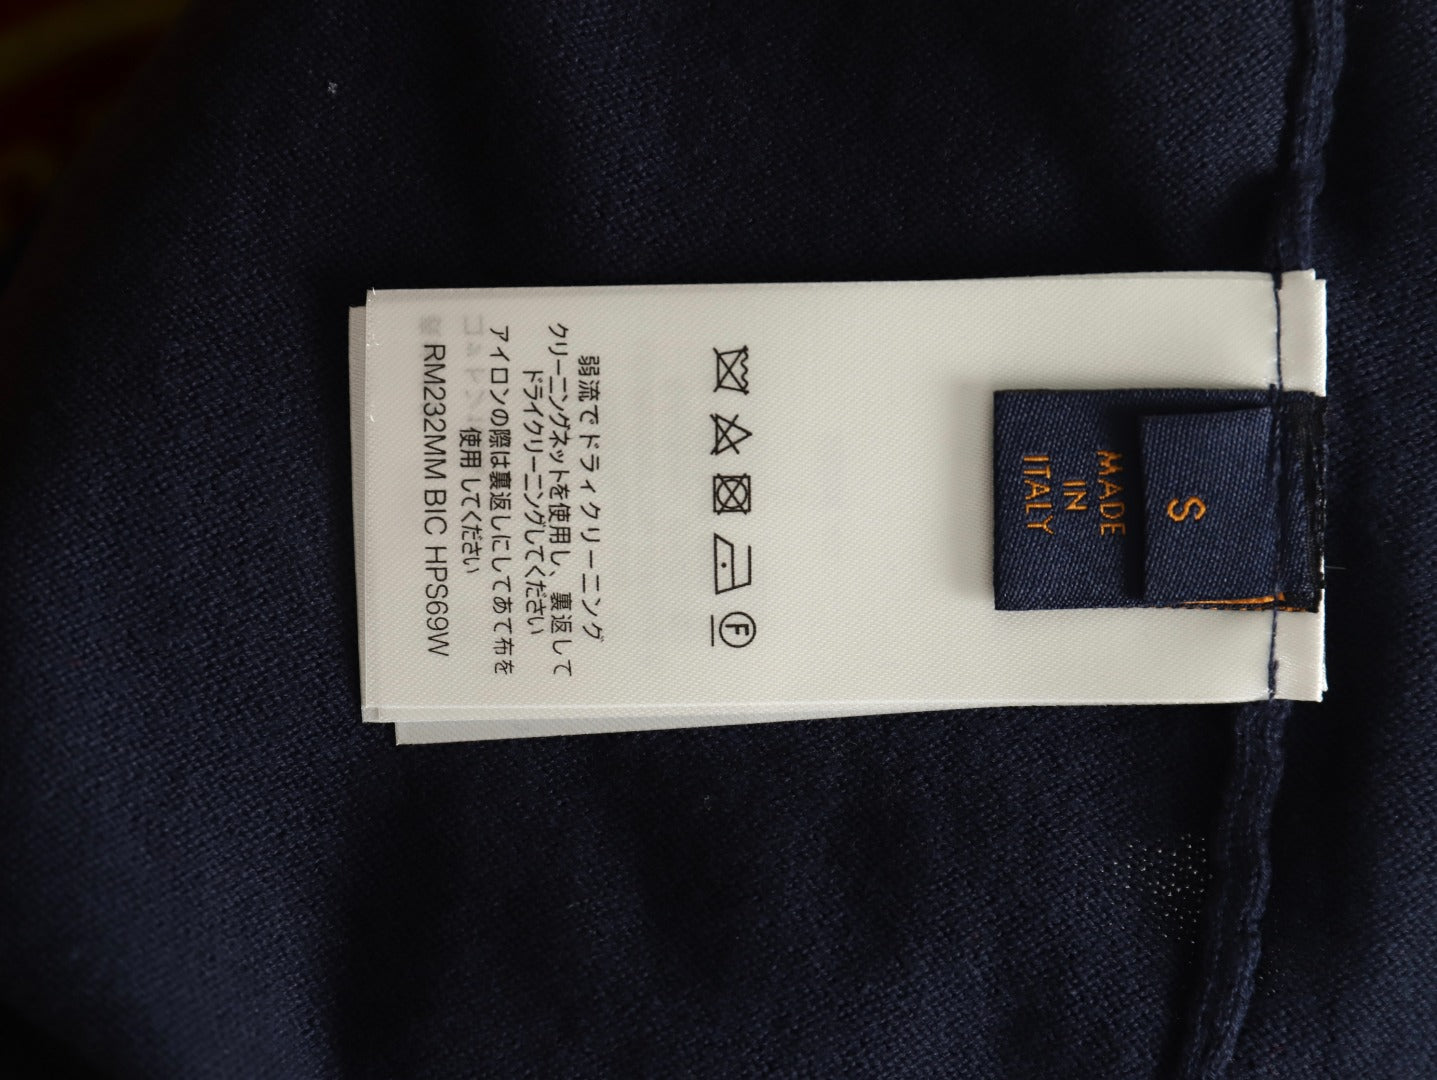 弱流でドライクリーニング
クリーニングネットを使用し、裏返して
ドライクリーニングしてください
アイロンの際は裏返しにしてあて布を
使用してください
RM232MM BIC HPS69W
F
S
MADE
IN
ITALY